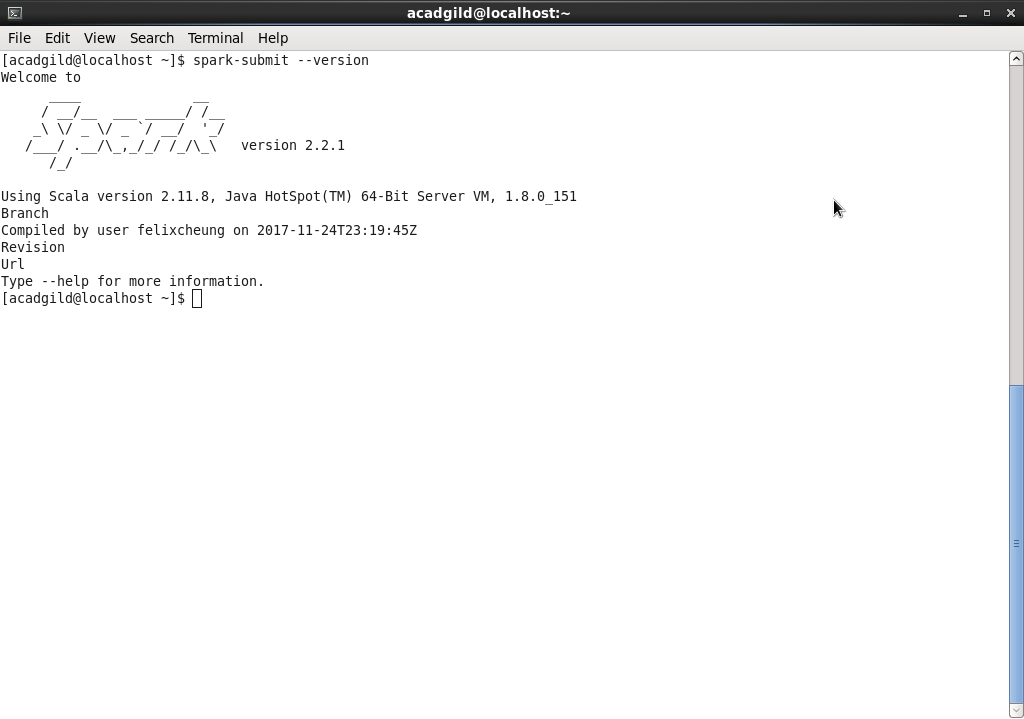 acadgild@localhost:~
File Edit View Search Terminal Help
[acadgild@localhost ~]$ spark-submit --version
Welcome to
      ____              __
     / __/__  ___ _____/ /__
    _\ \/ _ \/ _ `/ __/  '_/
   /___/ .__/\_,_/_/ /_/\_\   version 2.2.1
      /_/
Using Scala version 2.11.8, Java HotSpot(TM) 64-Bit Server VM, 1.8.0_151
Branch
Compiled by user felixcheung on 2017-11-24T23:19:45Z
Revision
Url
Type --help for more information.
[acadgild@localhost ~]$